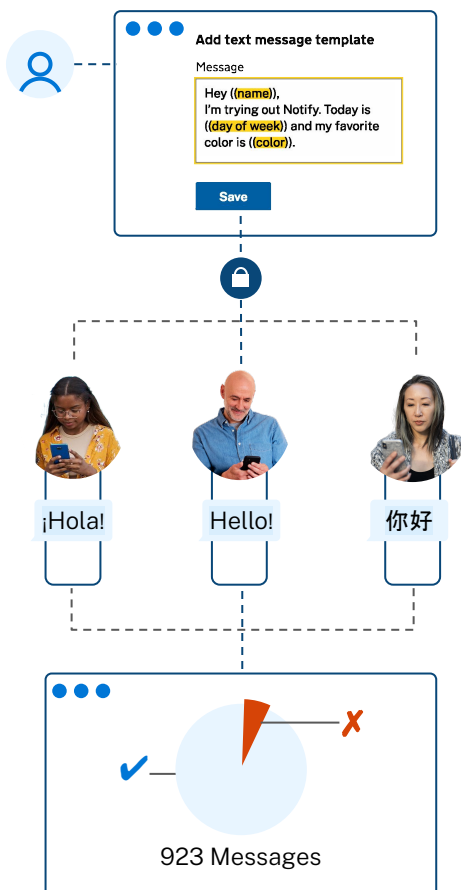 Add text message template
Message
Hey ((name)),
I'm trying out Notify. Today is
((day of week)) and my favorite
color is ((color)).
Save
¡Hola!
Hello!
你好
923 Messages